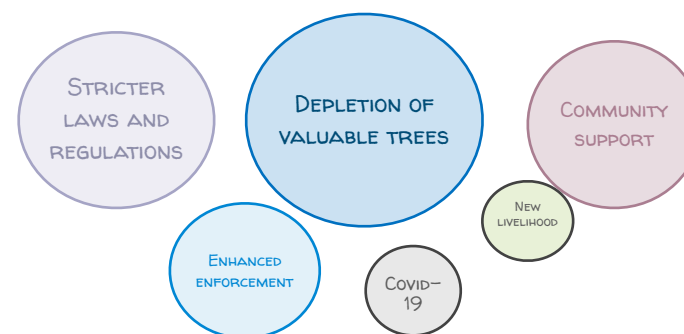 Stricter
laws and
regulations
Depletion of
valuable trees
Community
support
New
livelihood
Enhanced
enforcement
Covid-
19